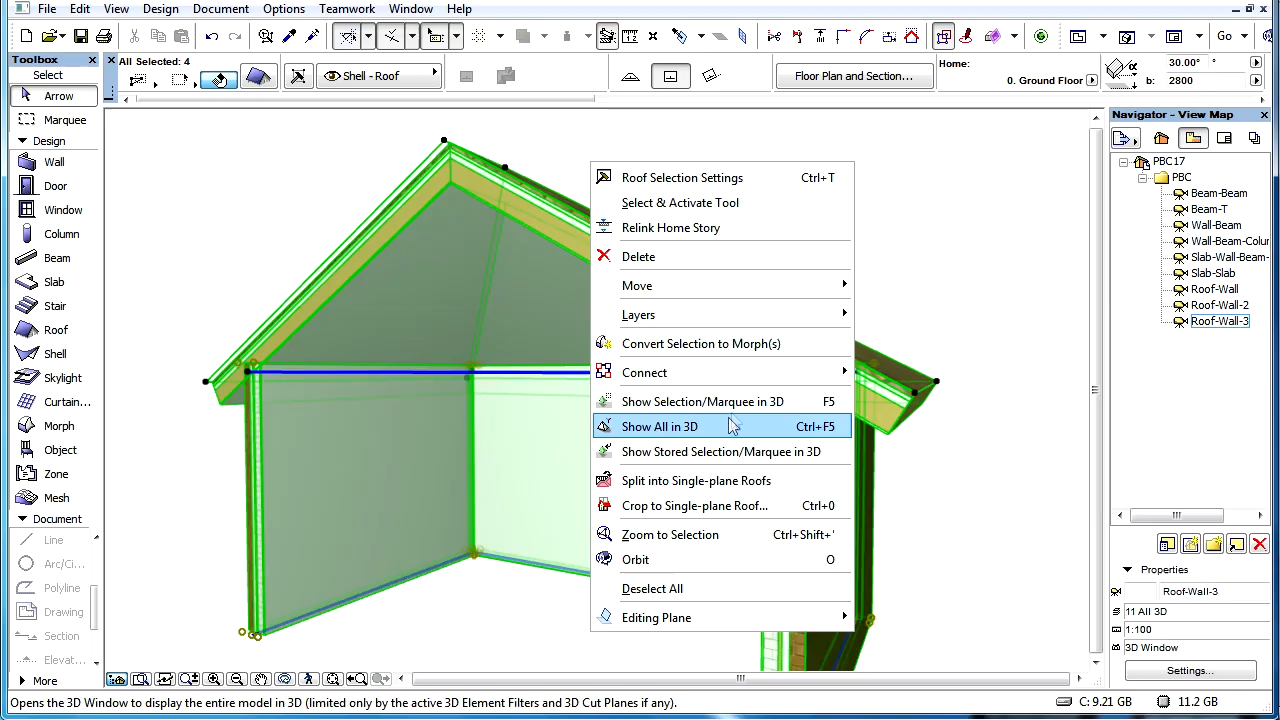 File Edit View Design Document Options Teamwork Window Help
Go
Toolbox
Select
Arrow
Marquee
Design
Wall
Door
Window
Column
Beam
Slab
Stair
Roof
Shell
Skylight
Curtain...
Morph
Object
Zone
Mesh
Document
Line
Arc/Ci...
Polyline
Drawing
Section
Elevat...
More
All Selected: 4
Shell - Roof
Floor Plan and Section...
Home:
0. Ground Floor
α
30.00° °
b: 2800
Roof Selection Settings Ctrl+T
Select & Activate Tool
Relink Home Story
Delete
Move
Layers
Convert Selection to Morph(s)
Connect
Show Selection/Marquee in 3D F5
Show All in 3D Ctrl+F5
Show Stored Selection/Marquee in 3D
Split into Single-plane Roofs
Crop to Single-plane Roof... Ctrl+0
Zoom to Selection Ctrl+Shift+'
Orbit O
Deselect All
Editing Plane
Navigator - View Map
PBC17
PBC
Beam-Beam
Beam-T
Wall-Beam
Wall-Beam-Colu
Slab-Wall-Beam-
Slab-Slab
Roof-Wall
Roof-Wall-2
Roof-Wall-3
Properties
Roof-Wall-3
11 All 3D
1:100
3D Window
Settings...
Opens the 3D Window to display the entire model in 3D (limited only by the active 3D Element Filters and 3D Cut Planes if any).
C: 9.21 GB
11.2 GB